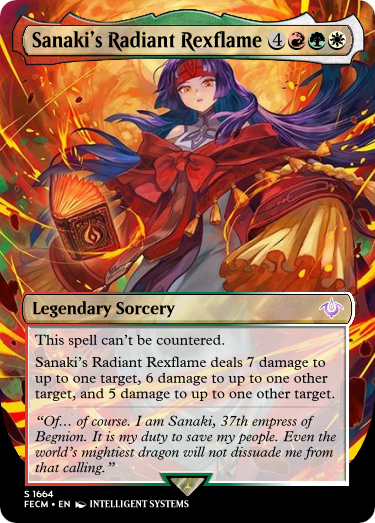 Sanaki's Radiant Rexflame 4
Legendary Sorcery
This spell can't be countered.
Sanaki's Radiant Rexflame deals 7 damage to
up to one target, 6 damage to up to one other
target, and 5 damage to up to one other target.
“Of… of course. I am Sanaki, 37th empress of
Begnion. It is my duty to save my people. Even the
world's mightiest dragon will not dissuade me from
that calling.”
S 1664
FECM • EN INTELLIGENT SYSTEMS